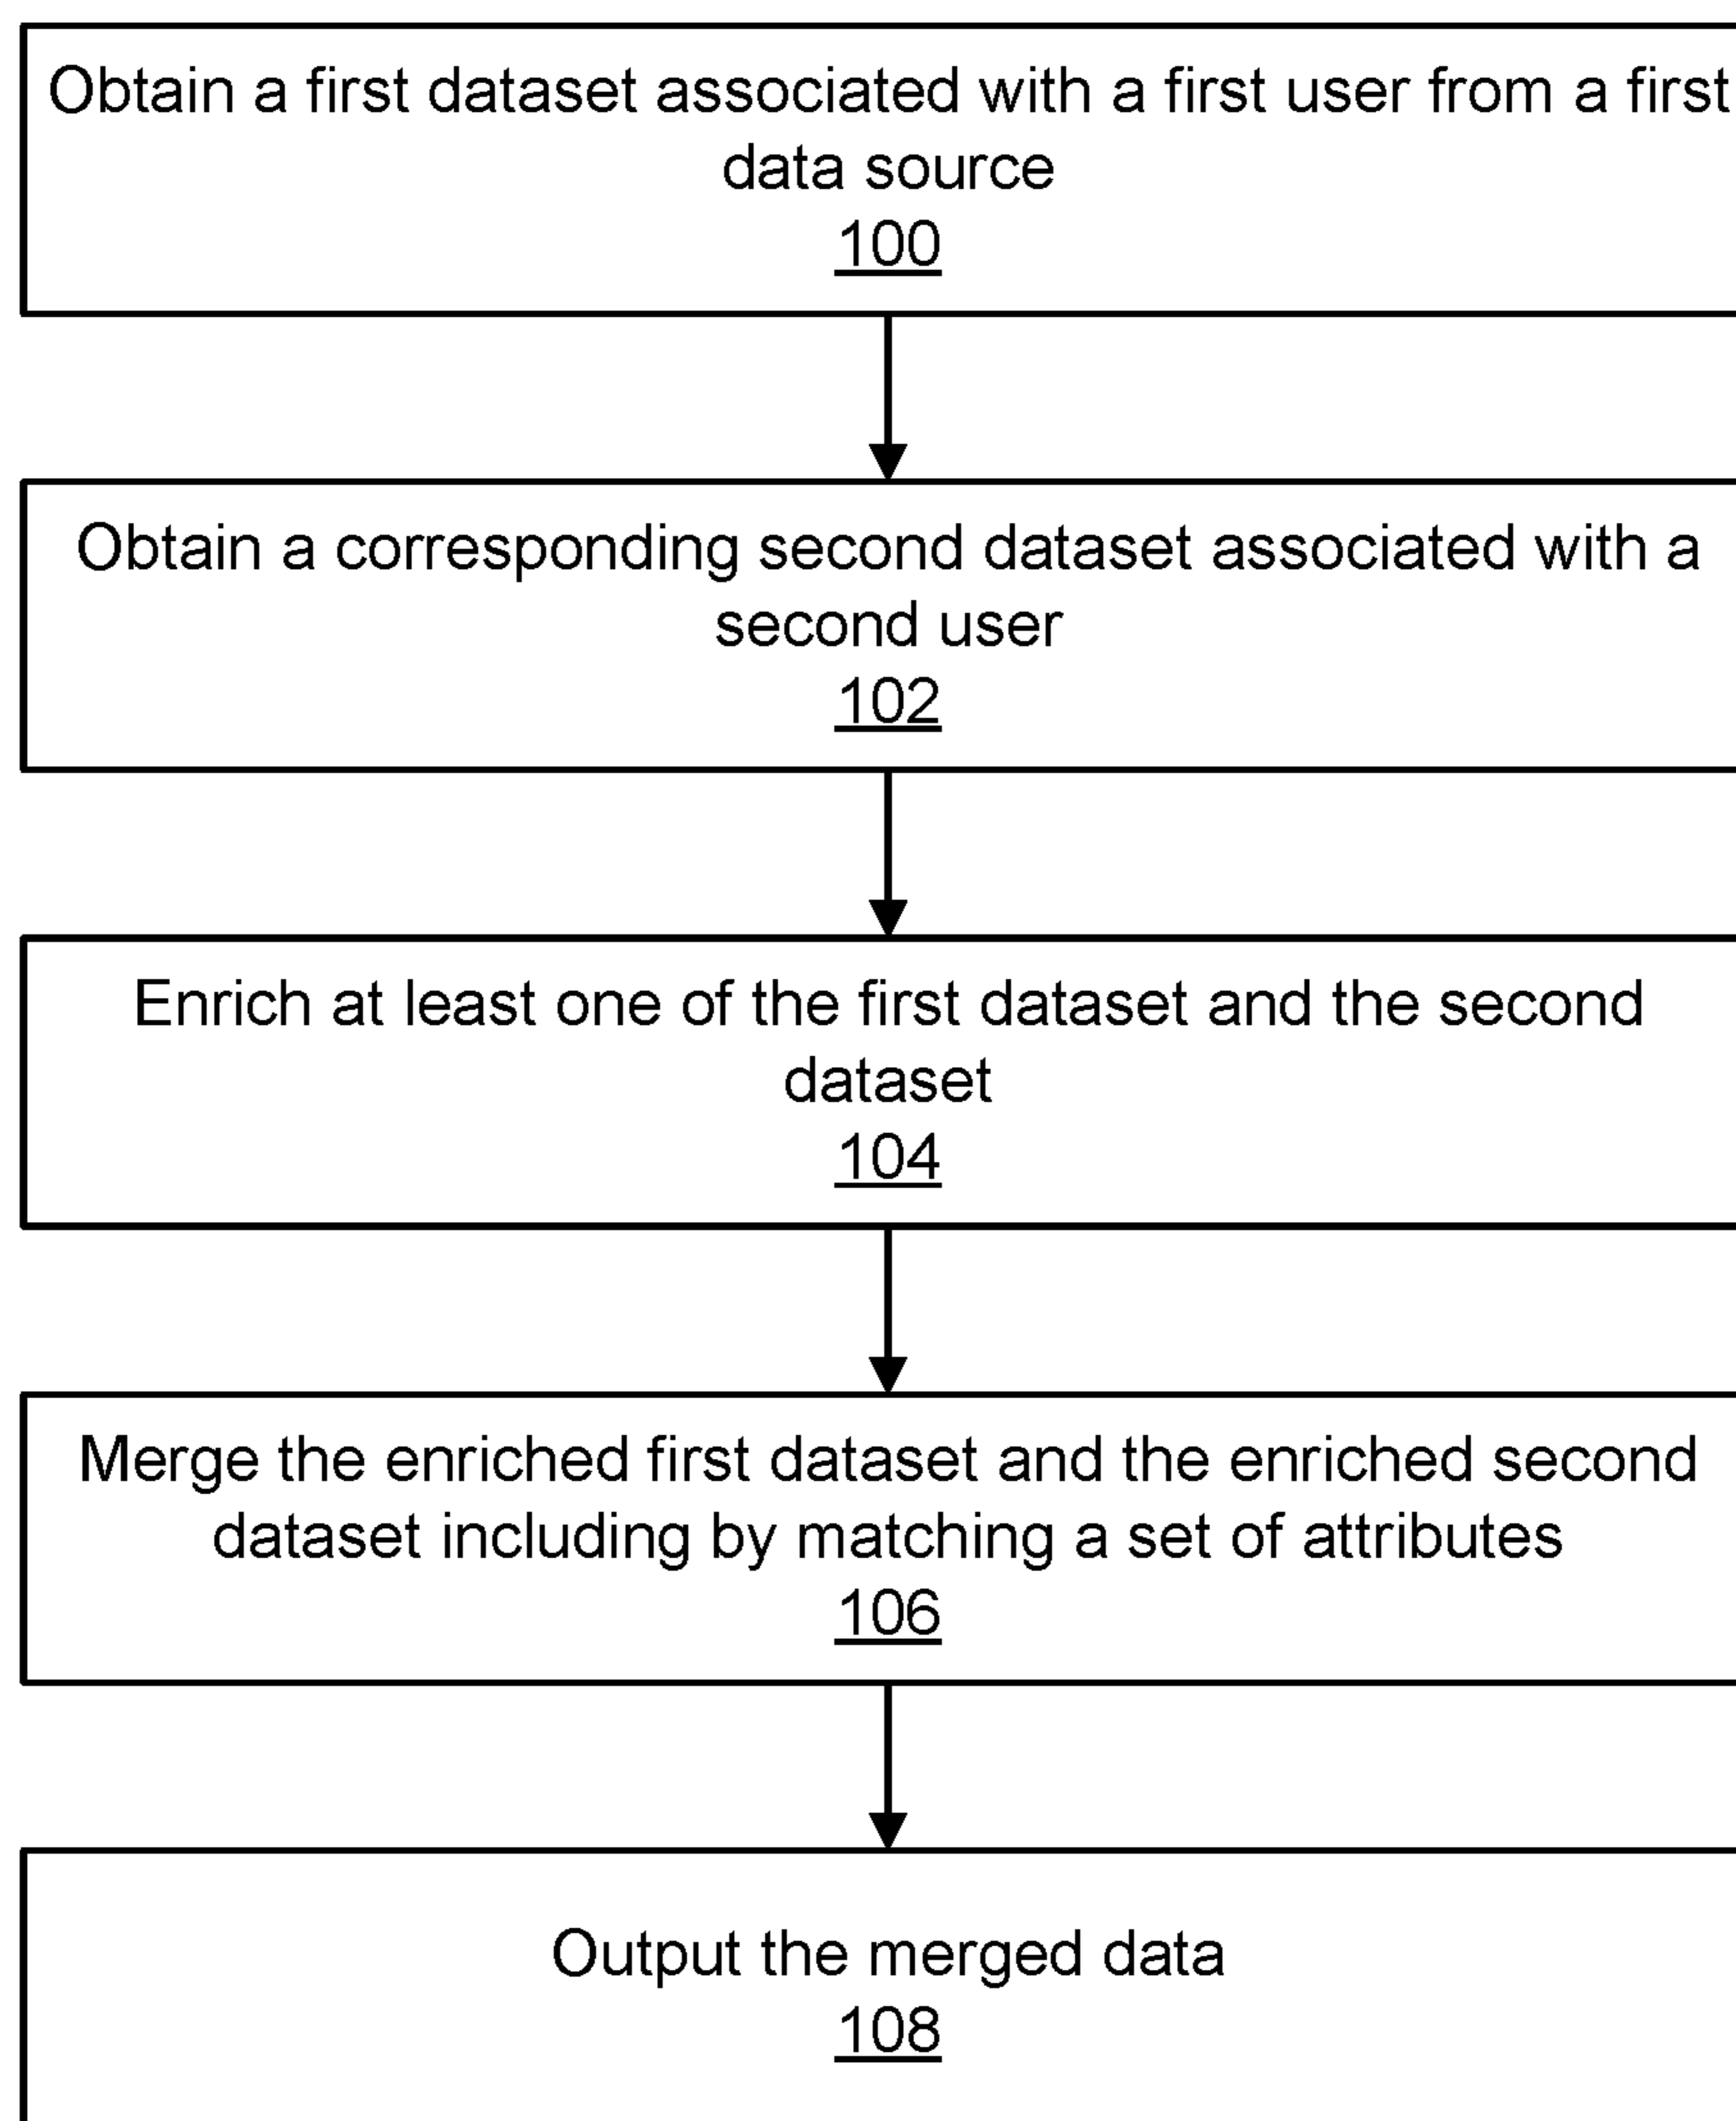 Obtain a first dataset associated with a first user from a first
data source
100
Obtain a corresponding second dataset associated with a
second user
102
Enrich at least one of the first dataset and the second
dataset
104
Merge the enriched first dataset and the enriched second
dataset including by matching a set of attributes
106
Output the merged data
108